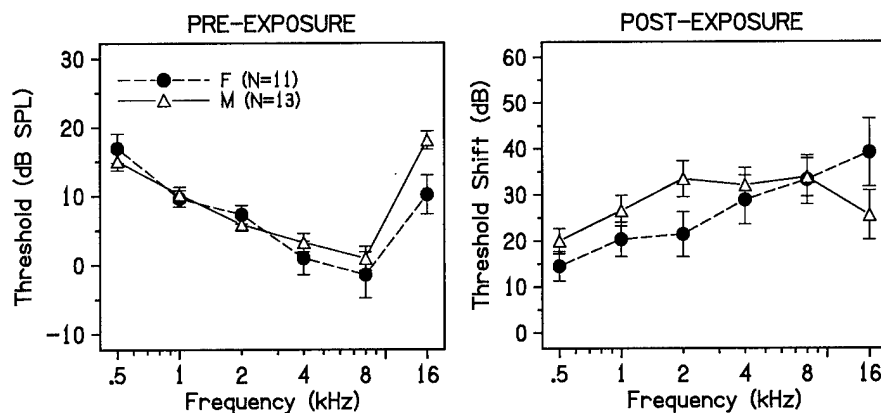 PRE-EXPOSURE
Threshold (dB SPL)
30
20
10
0
-10
F (N=11)
M (N=13)
.5 1 2 4 8 16
Frequency (kHz)
POST-EXPOSURE
Threshold Shift (dB)
60
50
40
30
20
10
0
.5 1 2 4 8 16
Frequency (kHz)